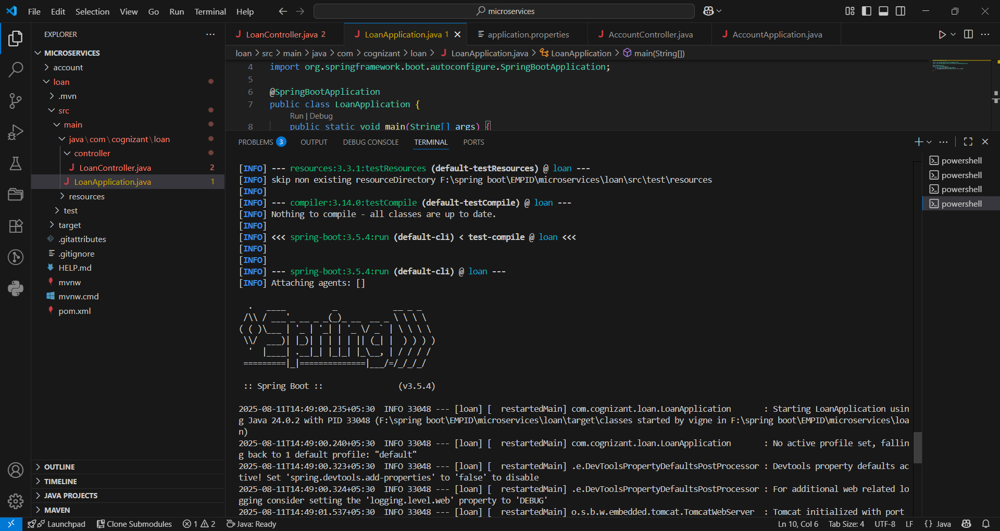 File Edit Selection View Go Run Terminal Help
microservices
EXPLORER
MICROSERVICES
account
loan
.mvn
src
main
java\com\cognizant\loan
controller
LoanController.java 2
LoanApplication.java 1
resources
test
target
.gitattributes
.gitignore
HELP.md
mvnw
mvnw.cmd
pom.xml
OUTLINE
TIMELINE
JAVA PROJECTS
MAVEN
LoanController.java 2
LoanApplication.java 1
application.properties
AccountController.java
AccountApplication.java
loan > src > main > java > com > cognizant > loan > LoanApplication.java > LoanApplication > main(String[])
4 import org.springframework.boot.autoconfigure.SpringBootApplication;
5
6 @SpringBootApplication
7 public class LoanApplication {
Run | Debug
8 public static void main(String[] args) {
PROBLEMS 3 OUTPUT DEBUG CONSOLE TERMINAL PORTS
powershell
powershell
powershell
powershell
[INFO] --- resources:3.3.1:testResources (default-testResources) @ loan ---
[INFO] skip non existing resourceDirectory F:\spring boot\EMPID\microservices\loan\src\test\resources
[INFO]
[INFO] --- compiler:3.14.0:testCompile (default-testCompile) @ loan ---
[INFO] Nothing to compile - all classes are up to date.
[INFO]
[INFO] <<< spring-boot:3.5.4:run (default-cli) < test-compile @ loan <<<
[INFO]
[INFO]
[INFO] --- spring-boot:3.5.4:run (default-cli) @ loan ---
[INFO] Attaching agents: []
Spring
:: Spring Boot :: (v3.5.4)
2025-08-11T14:49:00.235+05:30 INFO 33048 --- [loan] [ restartedMain] com.cognizant.loan.LoanApplication : Starting LoanApplication usin
g Java 24.0.2 with PID 33048 (F:\spring boot\EMPID\microservices\loan\target\classes started by vigne in F:\spring boot\EMPID\microservices\loa
n)
2025-08-11T14:49:00.240+05:30 INFO 33048 --- [loan] [ restartedMain] com.cognizant.loan.LoanApplication : No active profile set, fallin
g back to 1 default profile: "default"
2025-08-11T14:49:00.323+05:30 INFO 33048 --- [loan] [ restartedMain] .e.DevToolsPropertyDefaultsPostProcessor : Devtools property defaults ac
tive! Set 'spring.devtools.add-properties' to 'false' to disable
2025-08-11T14:49:00.324+05:30 INFO 33048 --- [loan] [ restartedMain] .e.DevToolsPropertyDefaultsPostProcessor : For additional web related lo
gging consider setting the 'logging.level.web' property to 'DEBUG'
2025-08-11T14:49:01.537+05:30 INFO 33048 --- [loan] [ restartedMain] o.s.b.w.embedded.tomcat.TomcatWebServer : Tomcat initialized with port
Launchpad Clone Submodules 1 2 Java: Ready Ln 10, Col 6 Tab Size: 4 UTF-8 LF {} Java